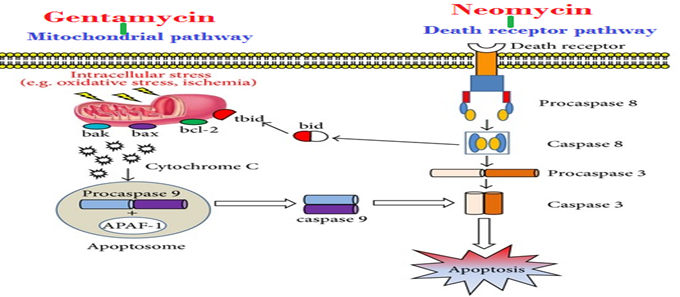 Gentamycin
Mitochondrial pathway
Neomycin
Death receptor pathway
Death receptor
Intracellular stress
(e.g. oxidative stress, ischemia)
bak
bax
bcl-2
tbid
bid
Procaspase 8
Caspase 8
Cytochrome C
Procaspase 3
Procaspase 9
+
APAF-1
Apoptosome
caspase 9
Caspase 3
Apoptosis